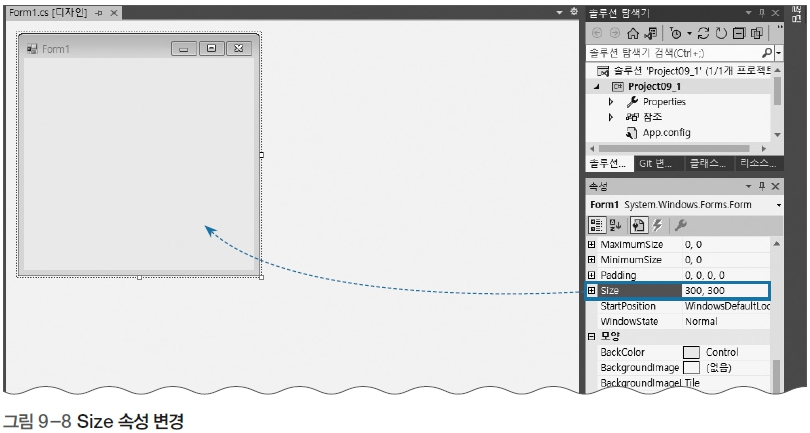 Form1.cs [디자인]
Form1
솔루션 탐색기
솔루션 탐색기 검색(Ctrl+;)
솔루션 'Project09_1' (1/1개 프로젝트
Project09_1
Properties
참조
App.config
솔루션... Git 변... 클래스... 리소스...
속성
Form1 System.Windows.Forms.Form
MaximumSize 0, 0
MinimumSize 0, 0
Padding 0, 0, 0, 0
Size 300, 300
StartPosition WindowsDefaultLoc
WindowState Normal
모양
BackColor Control
BackgroundImage (없음)
BackgroundImageL Tile
그림 9-8 Size 속성 변경